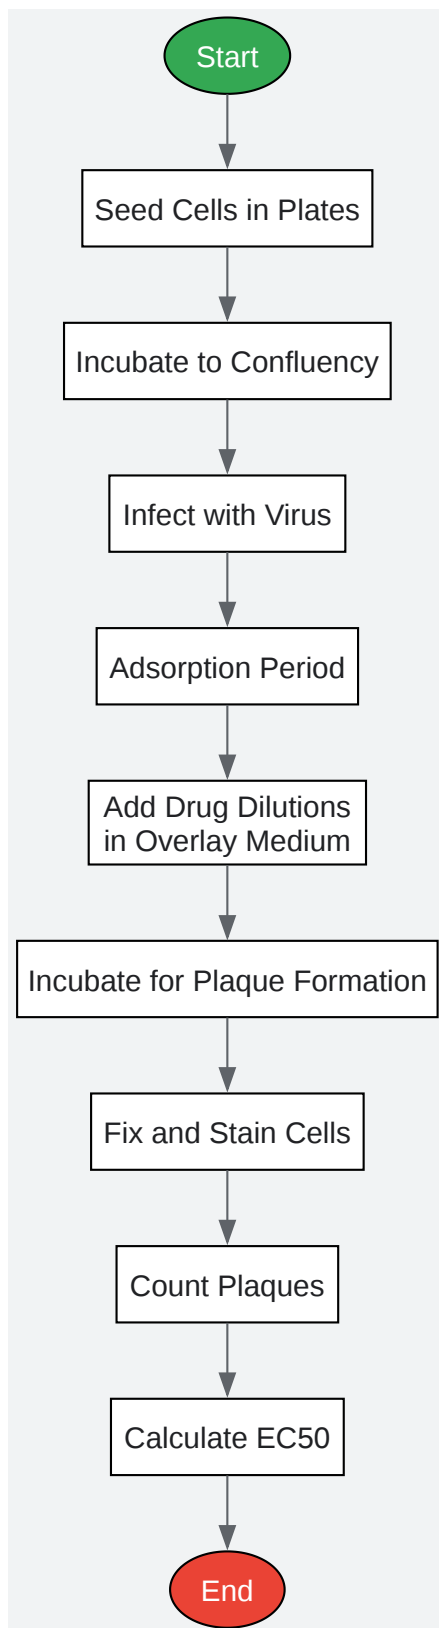 Start
Seed Cells in Plates
Incubate to Confluency
Infect with Virus
Adsorption Period
Add Drug Dilutions
in Overlay Medium
Incubate for Plaque Formation
Fix and Stain Cells
Count Plaques
Calculate EC50
End